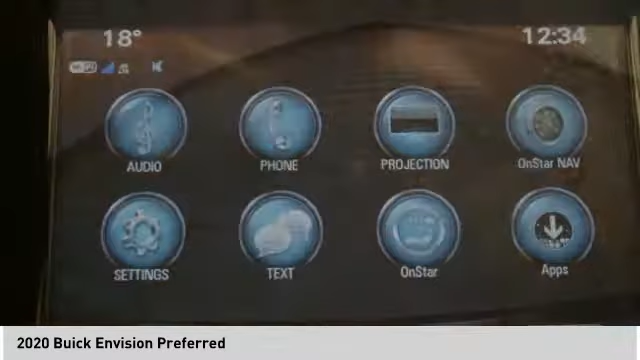 18° 12:34
AUDIO PHONE PROJECTION OnStar NAV
SETTINGS TEXT OnStar Apps
2020 Buick Envision Preferred